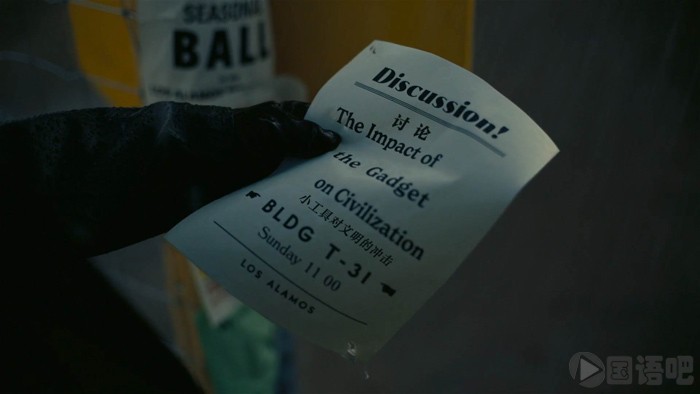 SEASONAL
BALL
Discussion!
讨论
The Impact of
the Gadget
on Civilization
小工具对文明的冲击
BLDG T-31
Sunday 11 00
LOS ALAMOS
国语吧